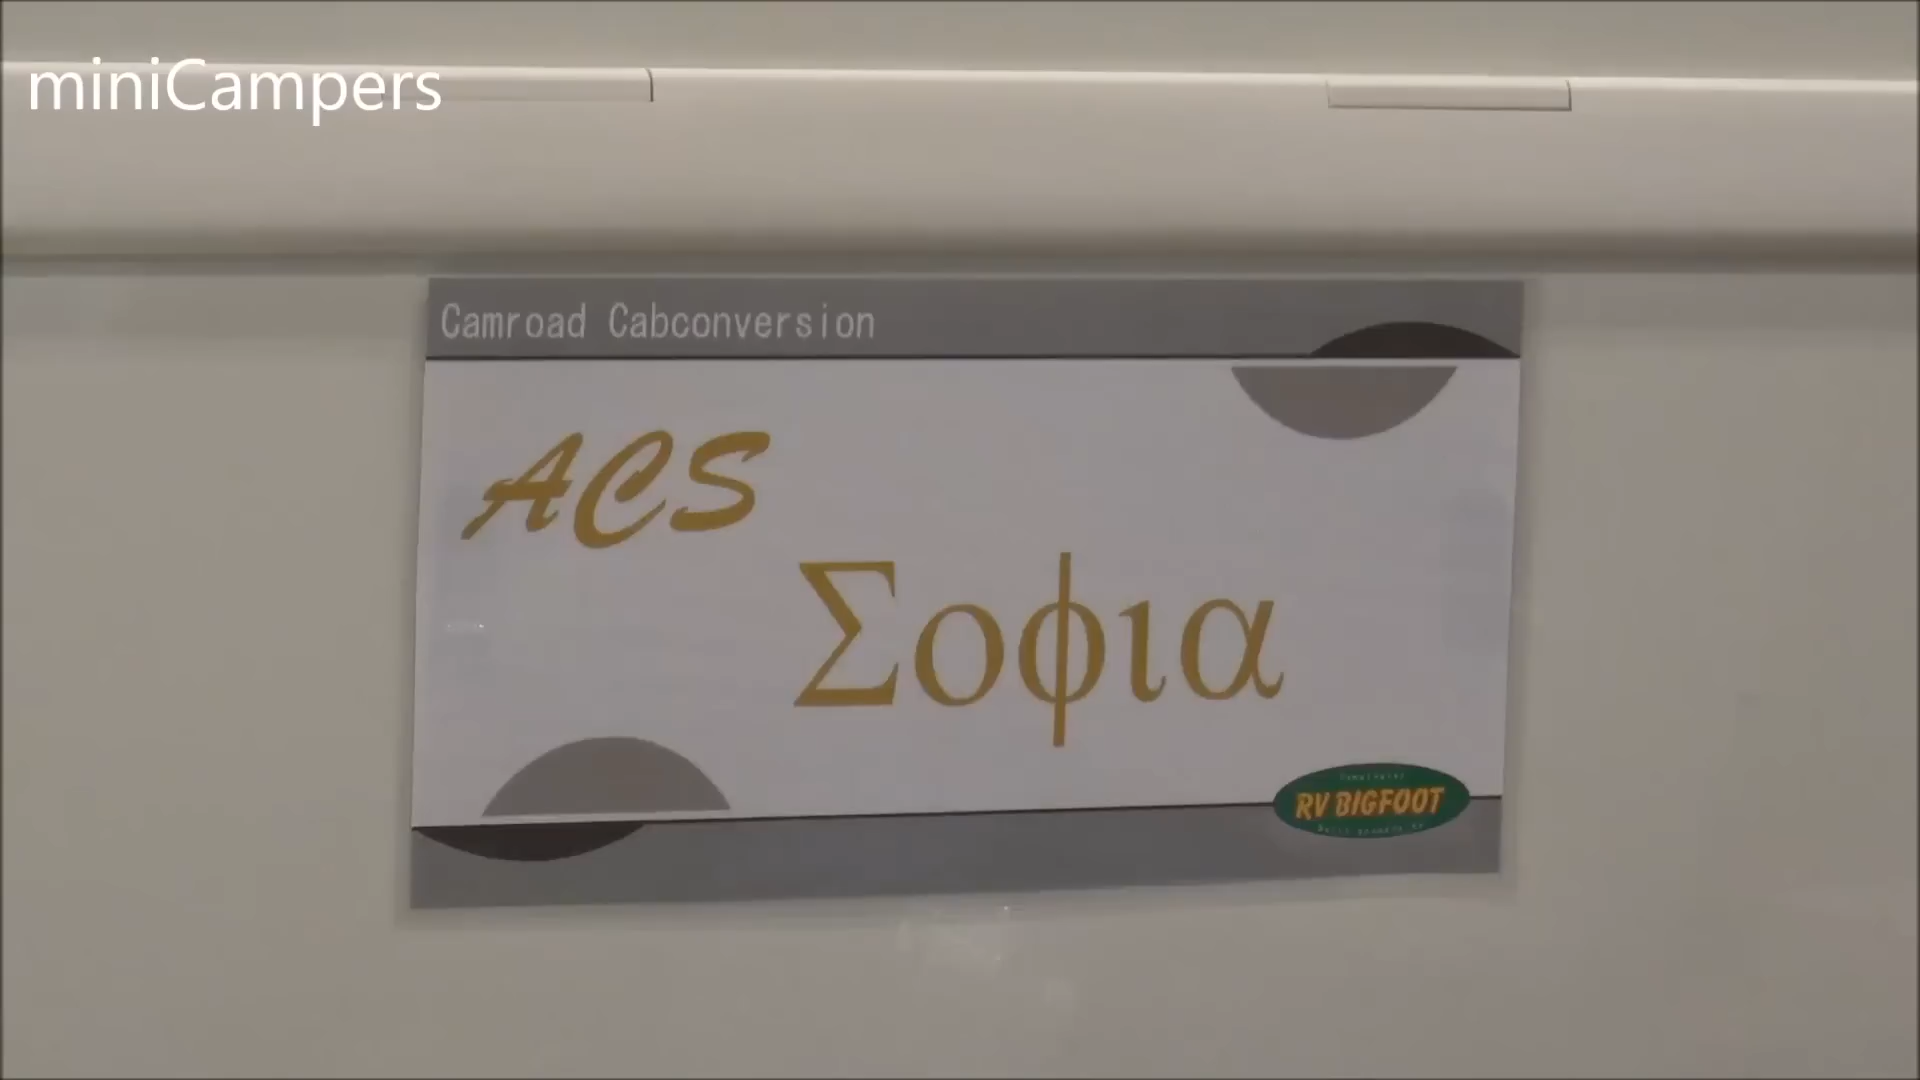 miniCampers
Camroad Cabconversion
ACS
Σοφια
RV BIGFOOT